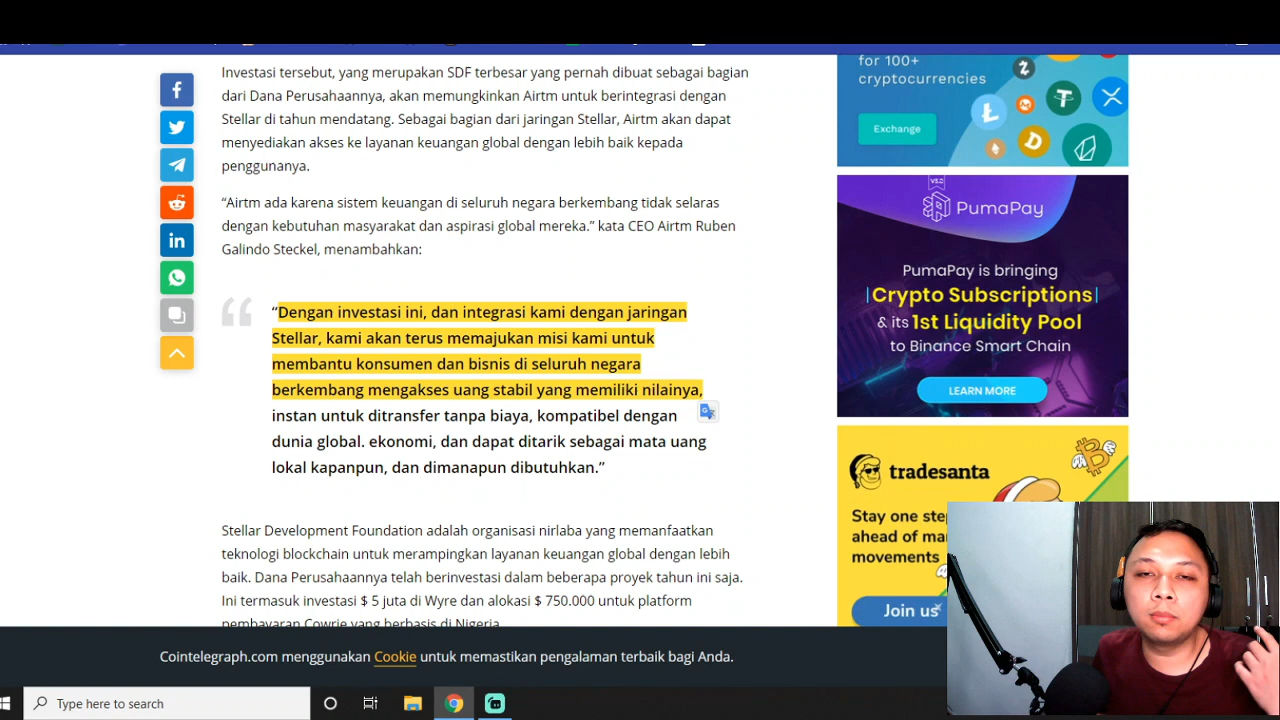 Investasi tersebut, yang merupakan SDF terbesar yang pernah dibuat sebagai bagian
dari Dana Perusahaannya, akan memungkinkan Airtm untuk berintegrasi dengan
Stellar di tahun mendatang. Sebagai bagian dari jaringan Stellar, Airtm akan dapat
menyediakan akses ke layanan keuangan global dengan lebih baik kepada
penggunanya.
“Airtm ada karena sistem keuangan di seluruh negara berkembang tidak selaras
dengan kebutuhan masyarakat dan aspirasi global mereka.” kata CEO Airtm Ruben
Galindo Steckel, menambahkan:
“Dengan investasi ini, dan integrasi kami dengan jaringan
Stellar, kami akan terus memajukan misi kami untuk
membantu konsumen dan bisnis di seluruh negara
berkembang mengakses uang stabil yang memiliki nilainya,
instan untuk ditransfer tanpa biaya, kompatibel dengan
dunia global. ekonomi, dan dapat ditarik sebagai mata uang
lokal kapanpun, dan dimanapun dibutuhkan.”
Stellar Development Foundation adalah organisasi nirlaba yang memanfaatkan
teknologi blockchain untuk merampingkan layanan keuangan global dengan lebih
baik. Dana Perusahaannya telah berinvestasi dalam beberapa proyek tahun ini saja.
Ini termasuk investasi $ 5 juta di Wyre dan alokasi $ 750.000 untuk platform
pembayaran Cowrie yang berbasis di Nigeria
for 100+
cryptocurrencies
Exchange
V3.0
PumaPay
PumaPay is bringing
Crypto Subscriptions
& its 1st Liquidity Pool
to Binance Smart Chain
LEARN MORE
tradesanta
Stay one step
ahead of
movements
Join us
Cointelegraph.com menggunakan Cookie untuk memastikan pengalaman terbaik bagi Anda.
Type here to search